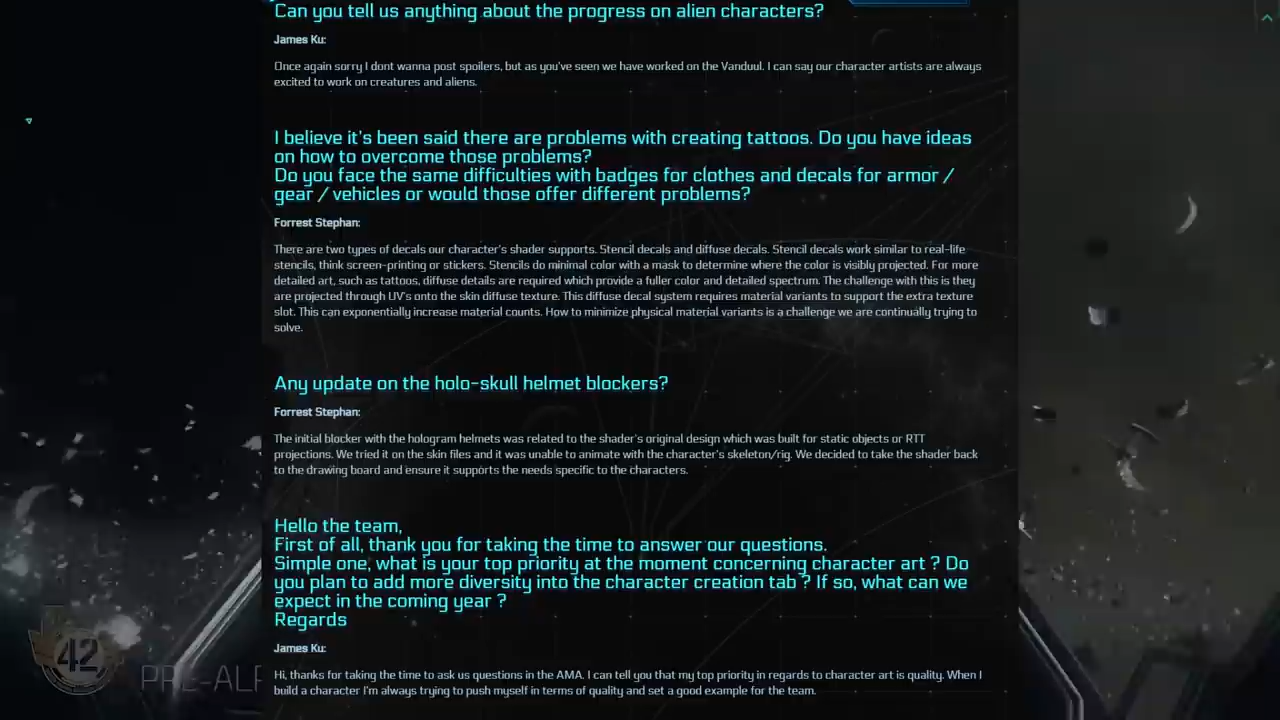 Can you tell us anything about the progress on alien characters?
James Ku:
Once again sorry I dont wanna post spoilers, but as you've seen we have worked on the Vanduul. I can say our character artists are always
excited to work on creatures and aliens.
I believe it's been said there are problems with creating tattoos. Do you have ideas
on how to overcome those problems?
Do you face the same difficulties with badges for clothes and decals for armor /
gear / vehicles or would those offer different problems?
Forrest Stephan:
There are two types of decals our character's shader supports. Stencil decals and diffuse decals. Stencil decals work similar to real-life
stencils, think screen-printing or stickers. Stencils do minimal color with a mask to determine where the color is visibly projected. For more
detailed art, such as tattoos, diffuse details are required which provide a fuller color and detailed spectrum. The challenge with this is they
are projected through UV's onto the skin diffuse texture. This diffuse decal system requires material variants to support the extra texture
slot. This can exponentially increase material counts. How to minimize physical material variants is a challenge we are continually trying to
solve.
Any update on the holo-skull helmet blockers?
Forrest Stephan:
The initial blocker with the hologram helmets was related to the shader's original design which was built for static objects or RTT
projections. We tried it on the skin files and it was unable to animate with the character's skeleton/rig. We decided to take the shader back
to the drawing board and ensure it supports the needs specific to the characters.
Hello the team,
First of all, thank you for taking the time to answer our questions.
Simple one, what is your top priority at the moment concerning character art ? Do
you plan to add more diversity into the character creation tab ? If so, what can we
expect in the coming year ?
Regards
James Ku:
Hi, thanks for taking the time to ask us questions in the AMA. I can tell you that my top priority in regards to character art is quality. When I
build a character I'm always trying to push myself in terms of quality and set a good example for the team.
42
PRE-ALP